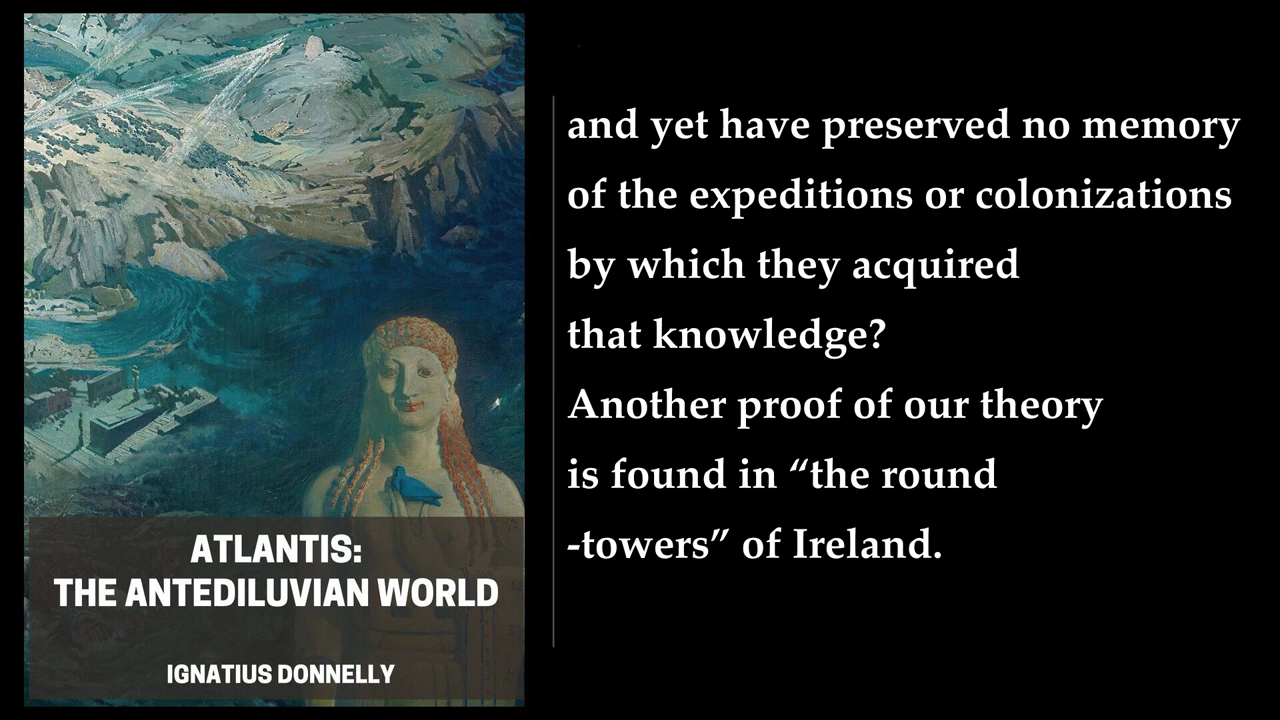 ATLANTIS:
THE ANTEDILUVIAN WORLD
IGNATIUS DONNELLY
and yet have preserved no memory
of the expeditions or colonizations
by which they acquired
that knowledge?
Another proof of our theory
is found in “the round
-towers” of Ireland.